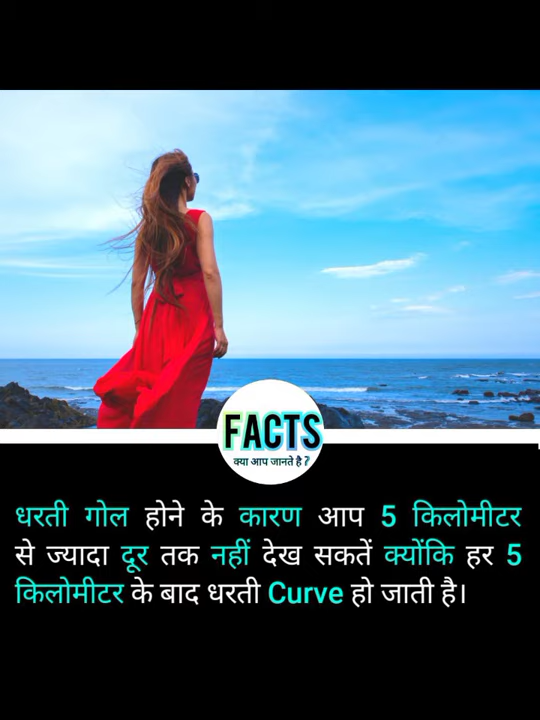 FACTS
क्या आप जानते है ?
धरती गोल होने के कारण आप 5 किलोमीटर
से ज्यादा दूर तक नहीं देख सकतें क्योंकि हर 5
किलोमीटर के बाद धरती Curve हो जाती है।